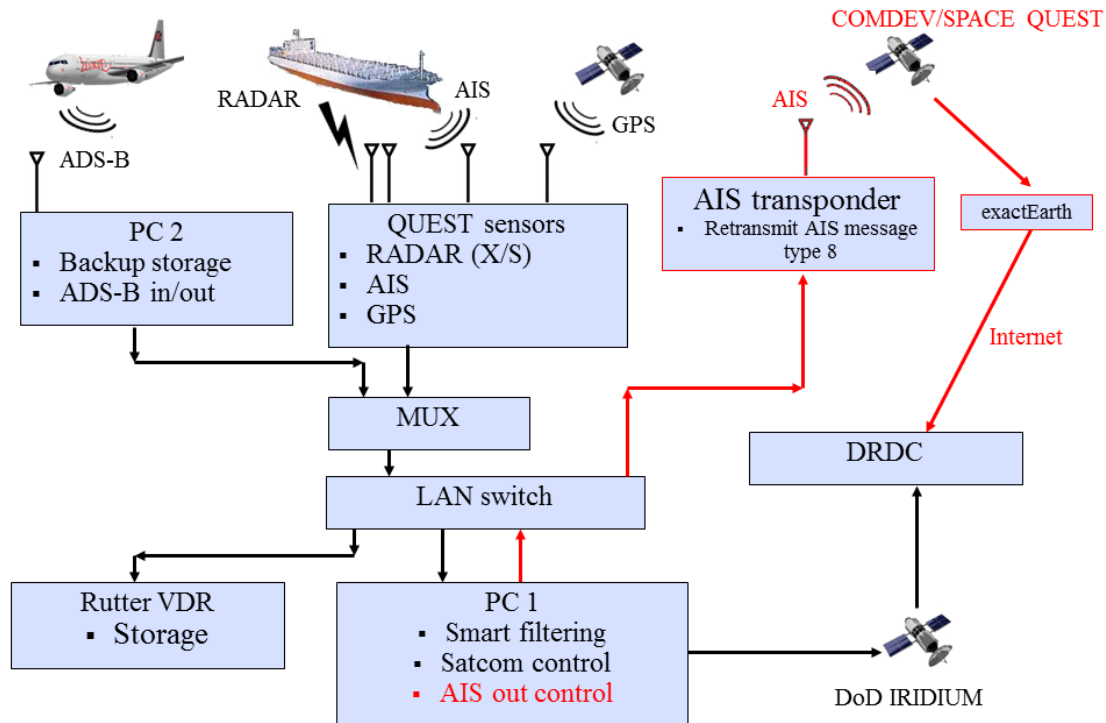 COMDEV/SPACE QUEST
RADAR
AIS
GPS
AIS
ADS-B
PC 2
▪ Backup storage
▪ ADS-B in/out
QUEST sensors
▪ RADAR (X/S)
▪ AIS
▪ GPS
AIS transponder
▪ Retransmit AIS message
type 8
exactEarth
Internet
MUX
DRDC
LAN switch
Rutter VDR
▪ Storage
PC 1
▪ Smart filtering
▪ Satcom control
▪ AIS out control
DoD IRIDIUM